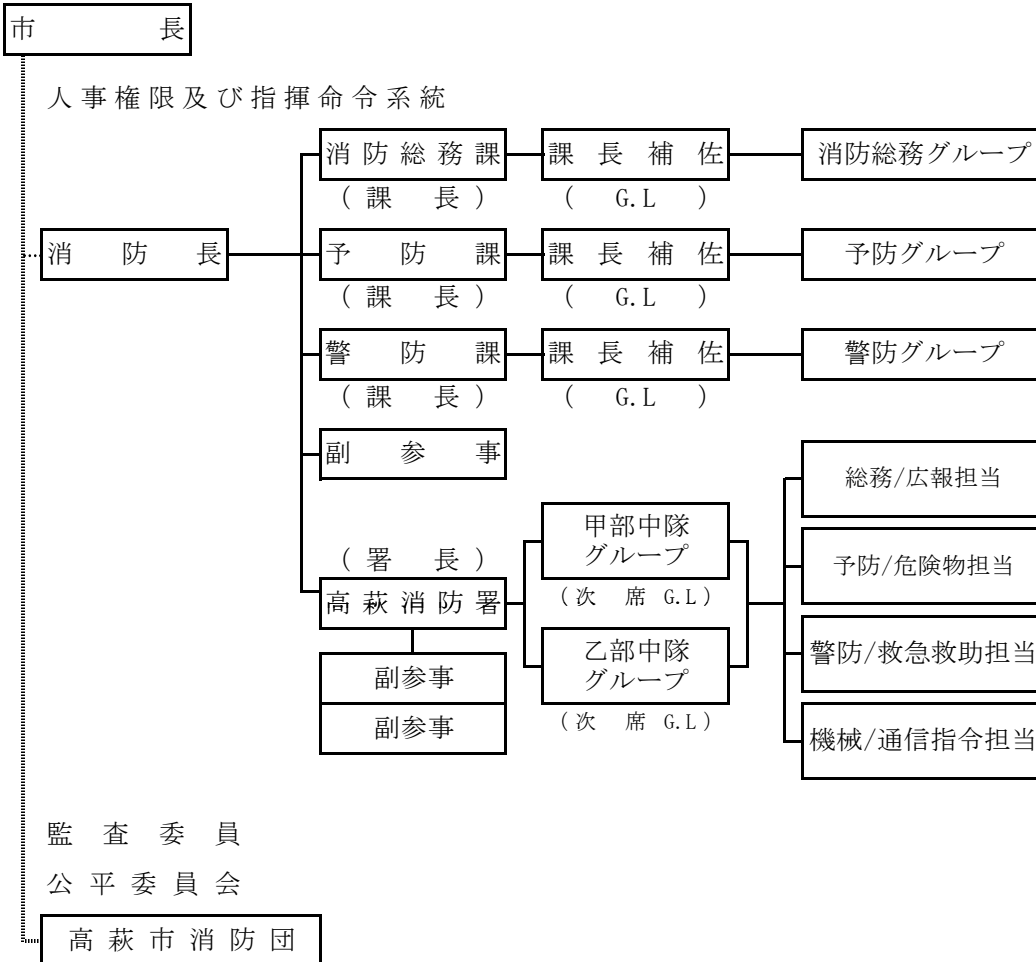 市長
人事権限及び指揮命令系統
消防総務課 課長補佐 消防総務グループ
(課長) (G.L)
消防長 予防課 課長補佐 予防グループ
(課長) (G.L)
警防課 課長補佐 警防グループ
(課長) (G.L)
副参事
総務/広報担当
甲部中隊
グループ
(次席 G.L)
予防/危険物担当
(署長)
高萩消防署
乙部中隊
グループ
(次席 G.L)
警防/救急救助担当
副参事
副参事
機械/通信指令担当
監査委員
公平委員会
高萩市消防団